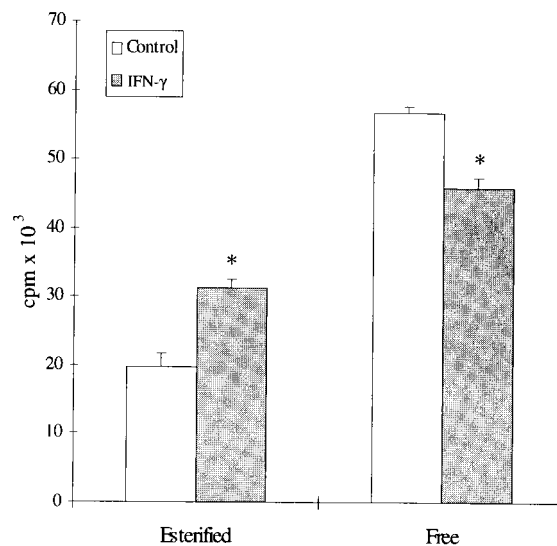 70
60
50
40
30
20
10
0
cpm x 10³
Control
IFN-γ
*
*
Esterified
Free